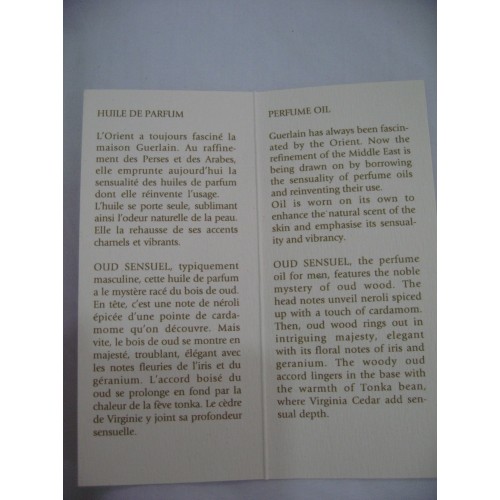 HUILE DE PARFUM
L'Orient a toujours fasciné la
maison Guerlain. Au raffine-
ment des Perses et des Arabes,
elle emprunte aujourd'hui la
sensualité des huiles de parfum
dont elle réinvente l'usage.
L'huile se porte seule, sublimant
ainsi l'odeur naturelle de la peau.
Elle la rehausse de ses accents
charnels et vibrants.
OUD SENSUEL, typiquement
masculine, cette huile de parfum
a le mystère racé du bois de oud.
En tête, c'est une note de néroli
épicée d'une pointe de carda-
mome qu'on découvre. Mais
vite, le bois de oud se montre en
majesté, troublant, élégant avec
les notes fleuries de l'iris et du
géranium. L'accord boisé du
oud se prolonge en fond par la
chaleur de la fève tonka. Le cèdre
de Virginie y joint sa profondeur
sensuelle.
PERFUME OIL
Guerlain has always been fascin-
ated by the Orient. Now the
refinement of the Middle East is
being drawn on by borrowing
the sensuality of perfume oils
and reinventing their use.
Oil is worn on its own to
enhance the natural scent of the
skin and emphasise its sensual-
ity and vibrancy.
OUD SENSUEL, the perfume
oil for men, features the noble
mystery of oud wood. The
head notes unveil neroli spiced
up with a touch of cardamom.
Then, oud wood rings out in
intriguing majesty, elegant
with its floral notes of iris and
geranium. The woody oud
accord lingers in the base with
the warmth of Tonka bean,
where Virginia Cedar add sen-
sual depth.